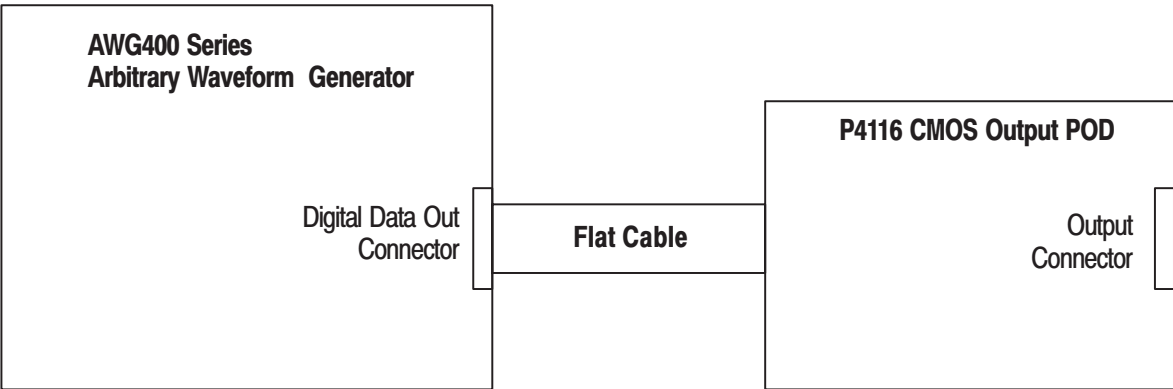 AWG400 Series
Arbitrary Waveform Generator
Digital Data Out
Connector
Flat Cable
P4116 CMOS Output POD
Output
Connector